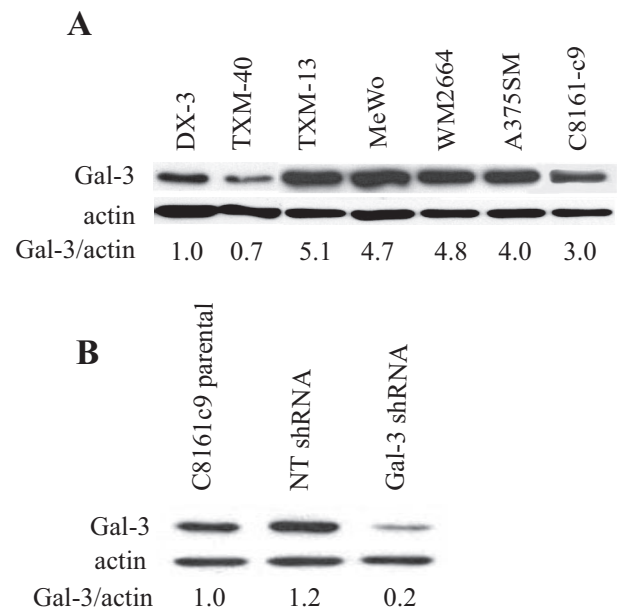 A
DX-3 TXM-40 TXM-13 MeWo WM2664 A375SM C8161-c9
Gal-3
actin
Gal-3/actin 1.0 0.7 5.1 4.7 4.8 4.0 3.0
B
C8161c9 parental NT shRNA Gal-3 shRNA
Gal-3
actin
Gal-3/actin 1.0 1.2 0.2